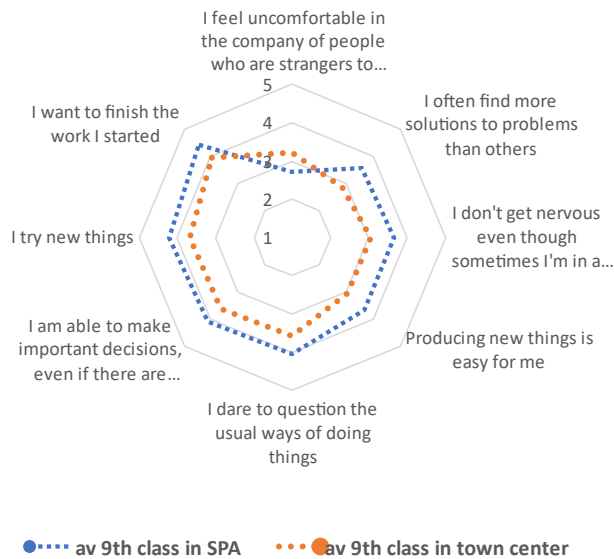 I feel uncomfortable in
the company of people
who are strangers to...
5
4
3
2
1
I often find more
solutions to problems
than others
I don't get nervous
even though
sometimes I'm in a...
Producing new things is
easy for me
I dare to question the
usual ways of doing
things
I am able to make
important decisions,
even if there are...
I try new things
I want to finish the
work I started
av 9th class in SPA
av 9th class in town center